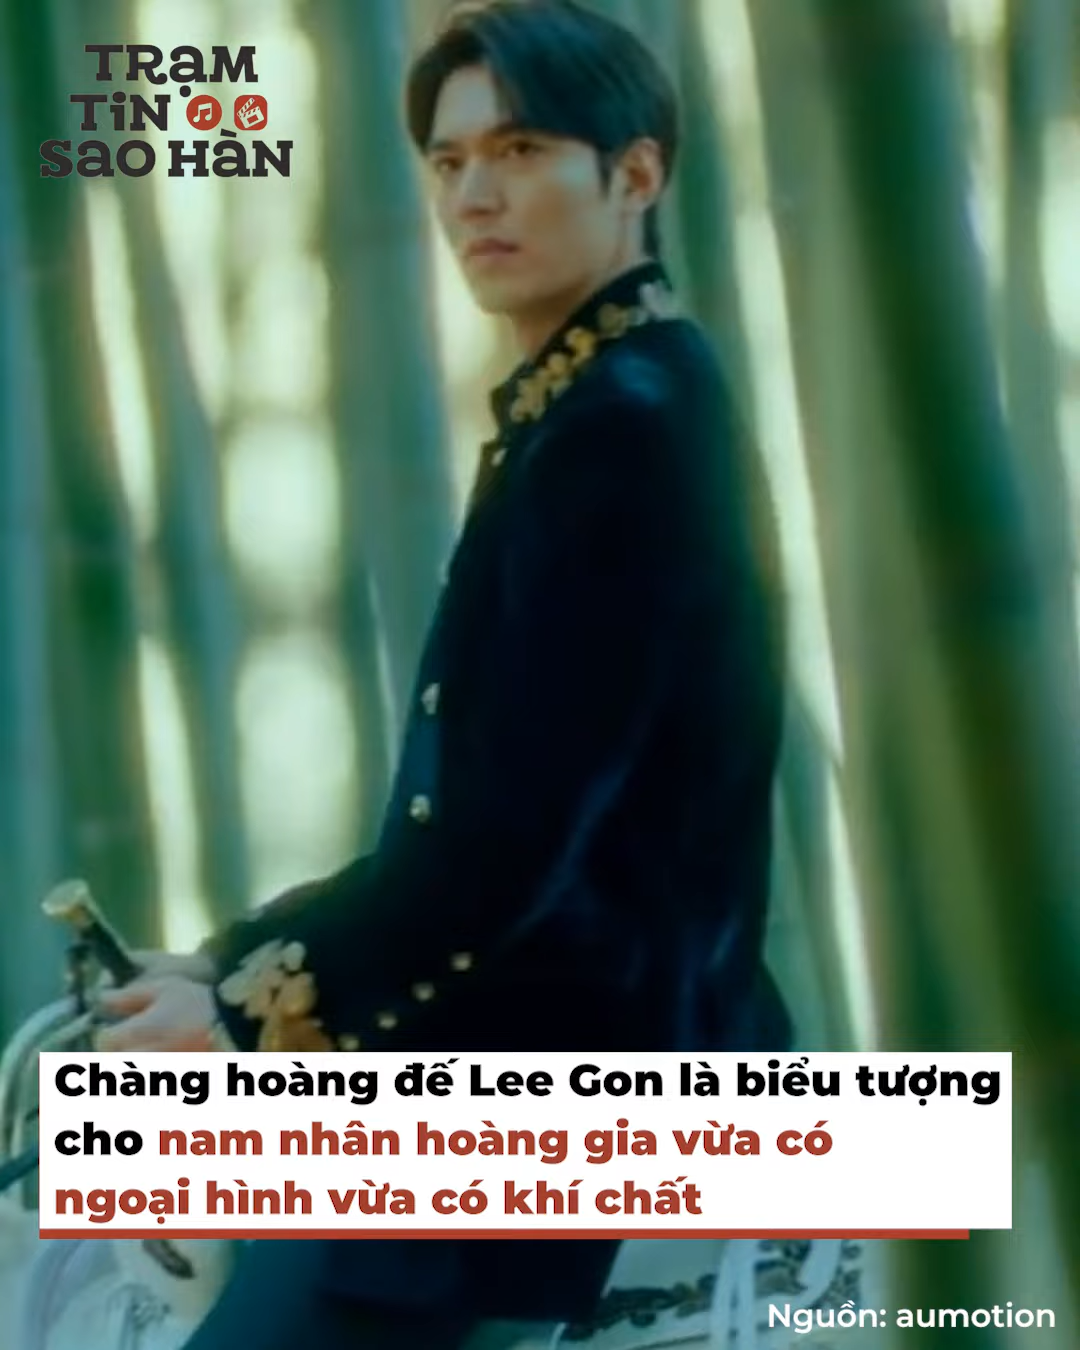 TRẠM
TiN
SAO HÀN
Chàng hoàng đế Lee Gon là biểu tượng
cho nam nhân hoàng gia vừa có
ngoại hình vừa có khí chất
Nguồn: aumotion